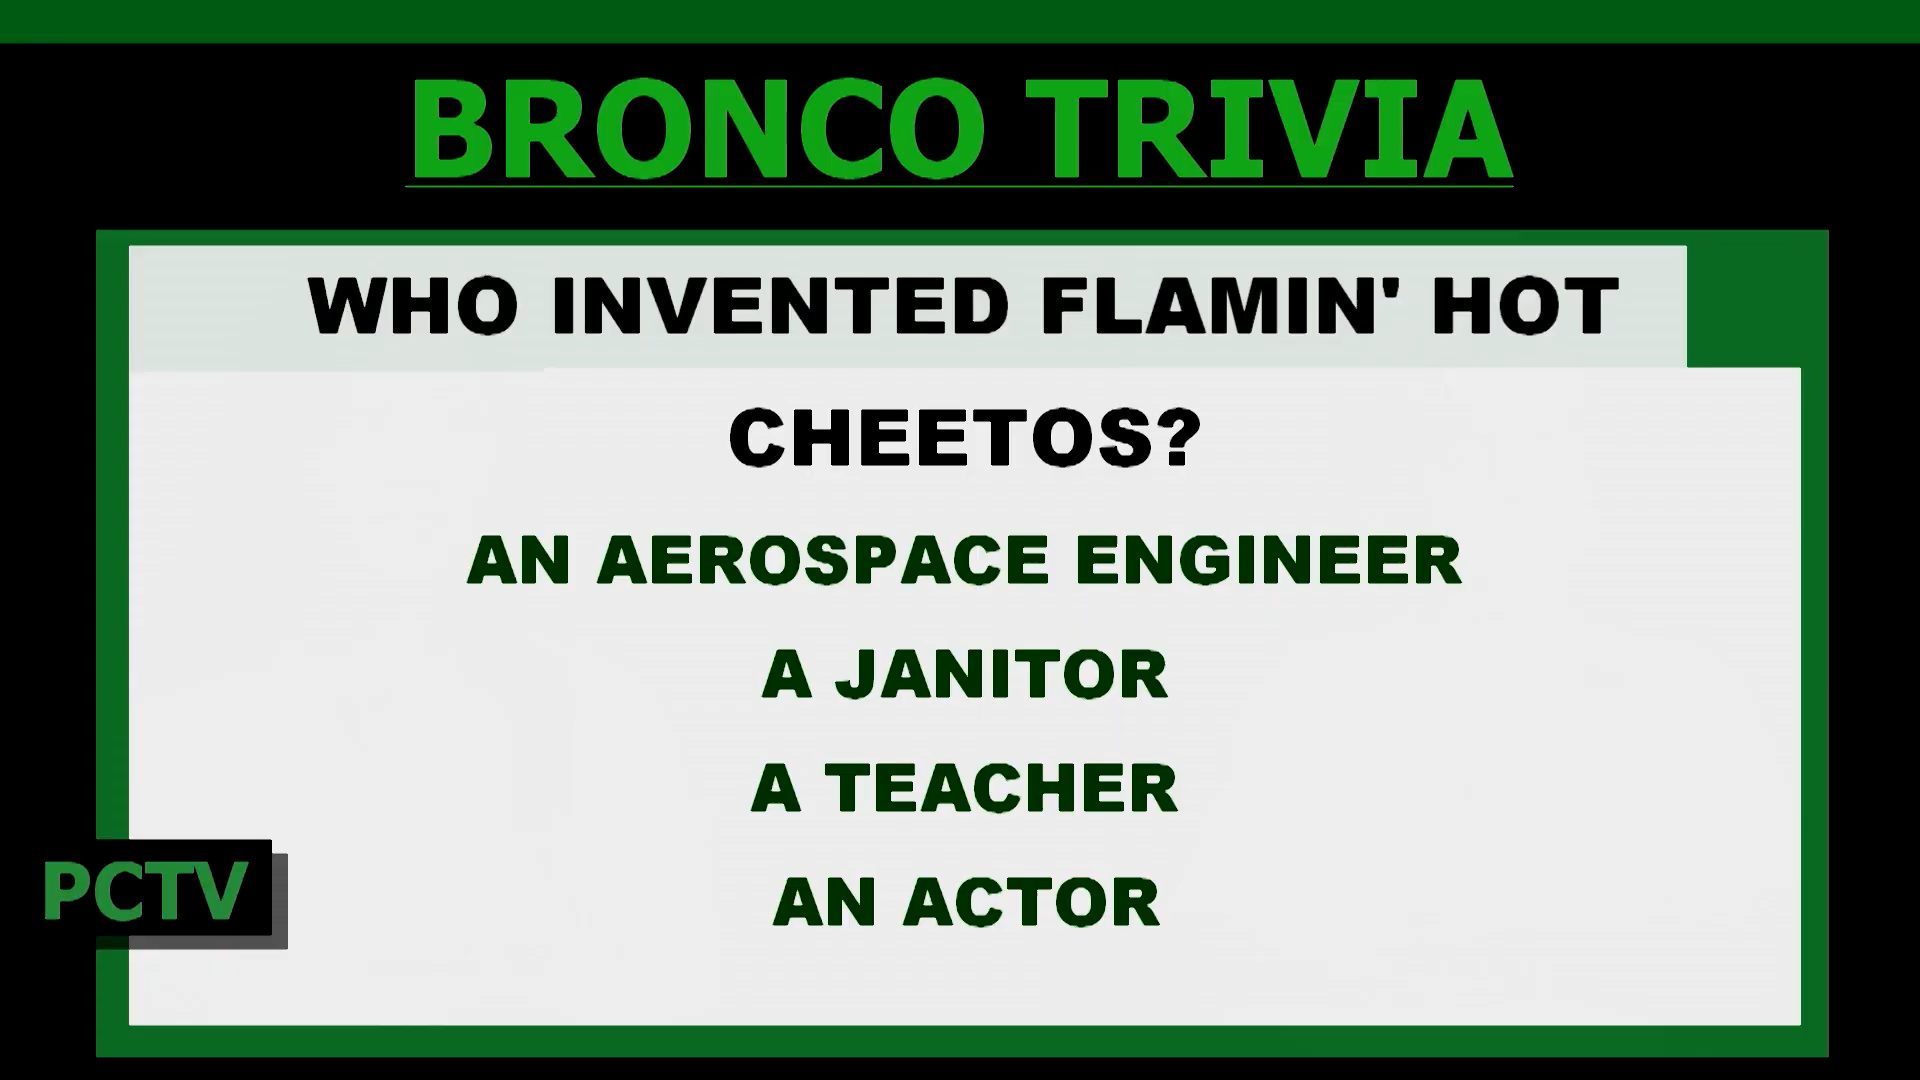 BRONCO TRIVIA
WHO INVENTED FLAMIN' HOT
CHEETOS?
AN AEROSPACE ENGINEER
A JANITOR
A TEACHER
AN ACTOR
PCTV